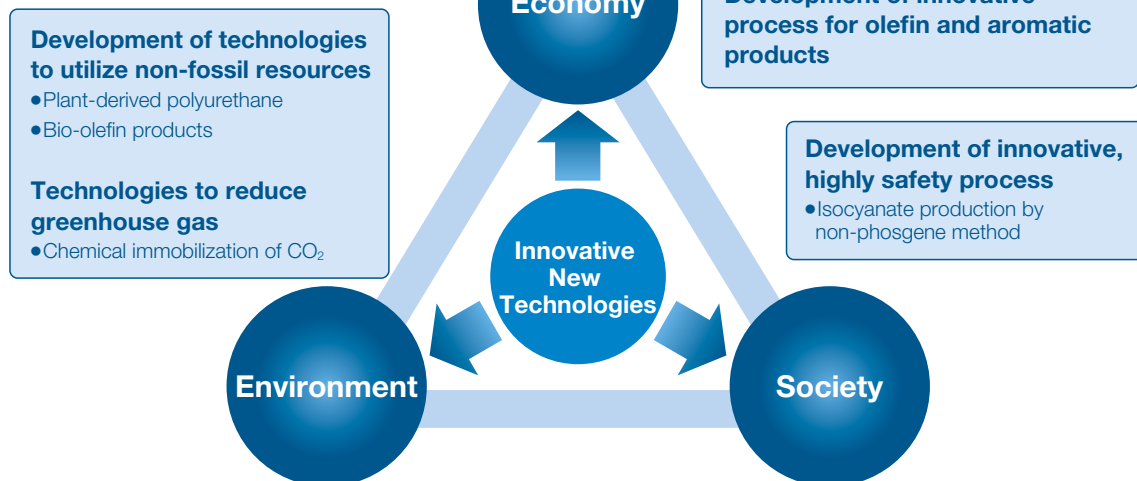 Economy
Development of innovative
process for olefin and aromatic
products
Development of technologies
to utilize non-fossil resources
●Plant-derived polyurethane
●Bio-olefin products
Technologies to reduce
greenhouse gas
●Chemical immobilization of CO₂
Development of innovative,
highly safety process
●Isocyanate production by
non-phosgene method
Innovative
New
Technologies
Environment
Society